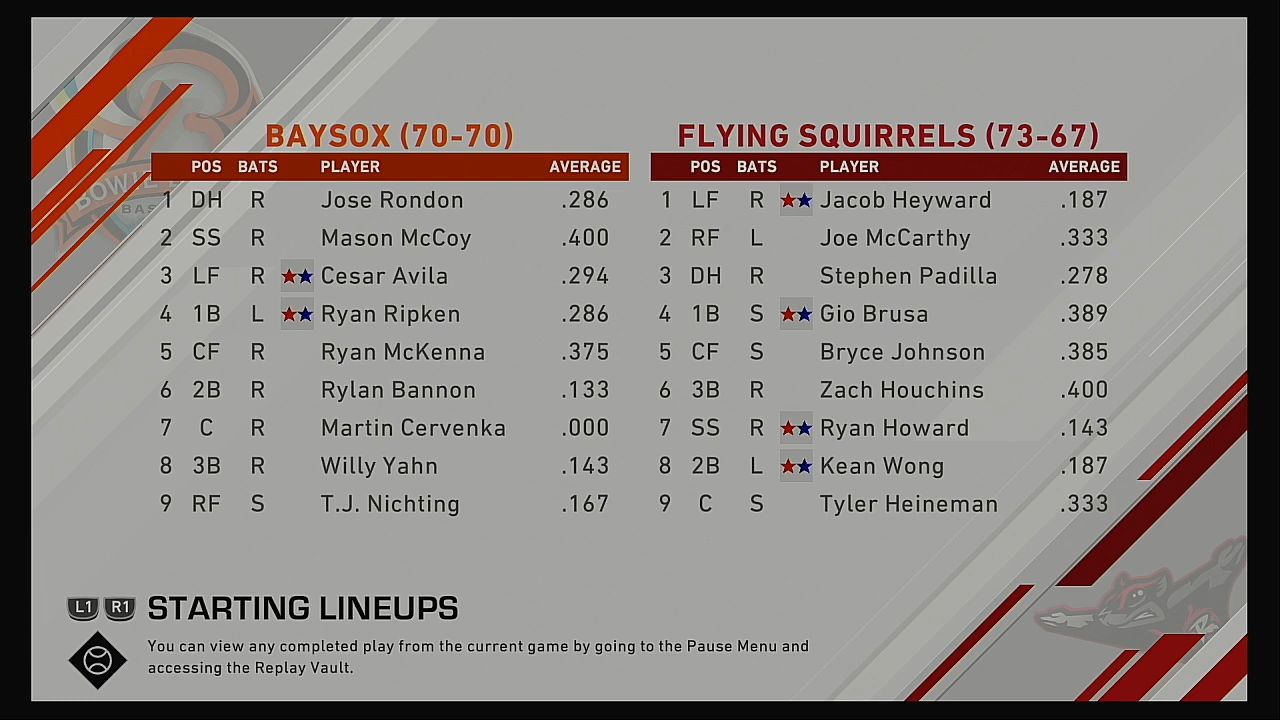 BAYSOX (70-70)
POS BATS PLAYER AVERAGE
1 DH R Jose Rondon .286
2 SS R Mason McCoy .400
3 LF R Cesar Avila .294
4 1B L Ryan Ripken .286
5 CF R Ryan McKenna .375
6 2B R Rylan Bannon .133
7 C R Martin Cervenka .000
8 3B R Willy Yahn .143
9 RF S T.J. Nichting .167
FLYING SQUIRRELS (73-67)
POS BATS PLAYER AVERAGE
1 LF R Jacob Heyward .187
2 RF L Joe McCarthy .333
3 DH R Stephen Padilla .278
4 1B S Gio Brusa .389
5 CF S Bryce Johnson .385
6 3B R Zach Houchins .400
7 SS R Ryan Howard .143
8 2B L Kean Wong .187
9 C S Tyler Heineman .333
L1 R1 STARTING LINEUPS
You can view any completed play from the current game by going to the Pause Menu and
accessing the Replay Vault.